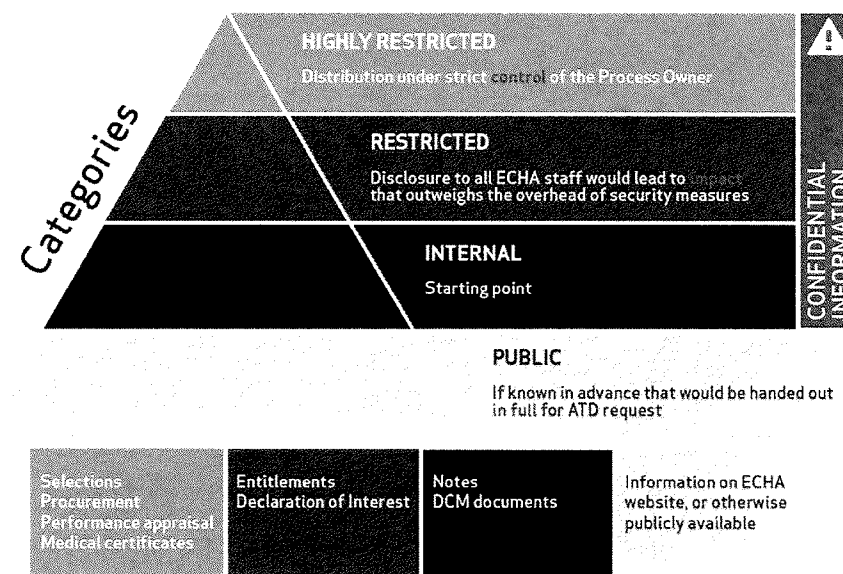 Categories
HIGHLY RESTRICTED
Distribution under strict control of the Process Owner
RESTRICTED
Disclosure to all ECHA staff would lead to impact
that outweighs the overhead of security measures
INTERNAL
Starting point
CONFIDENTIAL
INFORMATION
PUBLIC
If known in advance that would be handed out
in full for ATD request
Selections
Procurement
Performance appraisal
Medical certificates
Entitlements
Declaration of Interest
Notes
DCM documents
Information on ECHA
website, or otherwise
publicly available